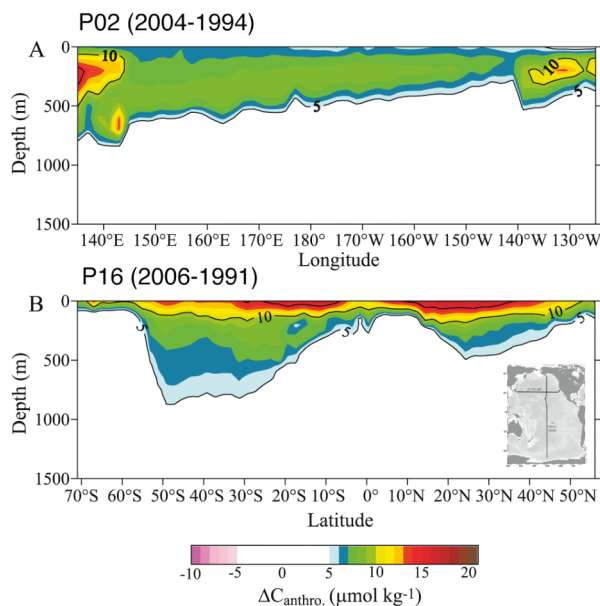 P02 (2004-1994)
A
0
500
1000
1500
Depth (m)
10
10
5
5
140°E 150°E 160°E 170°E 180° 170°W 160°W 150°W 140°W 130°W
Longitude
P16 (2006-1991)
B
0
500
1000
1500
Depth (m)
5
10
5
10
5
70°S 60°S 50°S 40°S 30°S 20°S 10°S 0° 10°N 20°N 30°N 40°N 50°N
Latitude
-10 -5 0 5 10 15 20
ΔCanthro. (μmol kg-1)